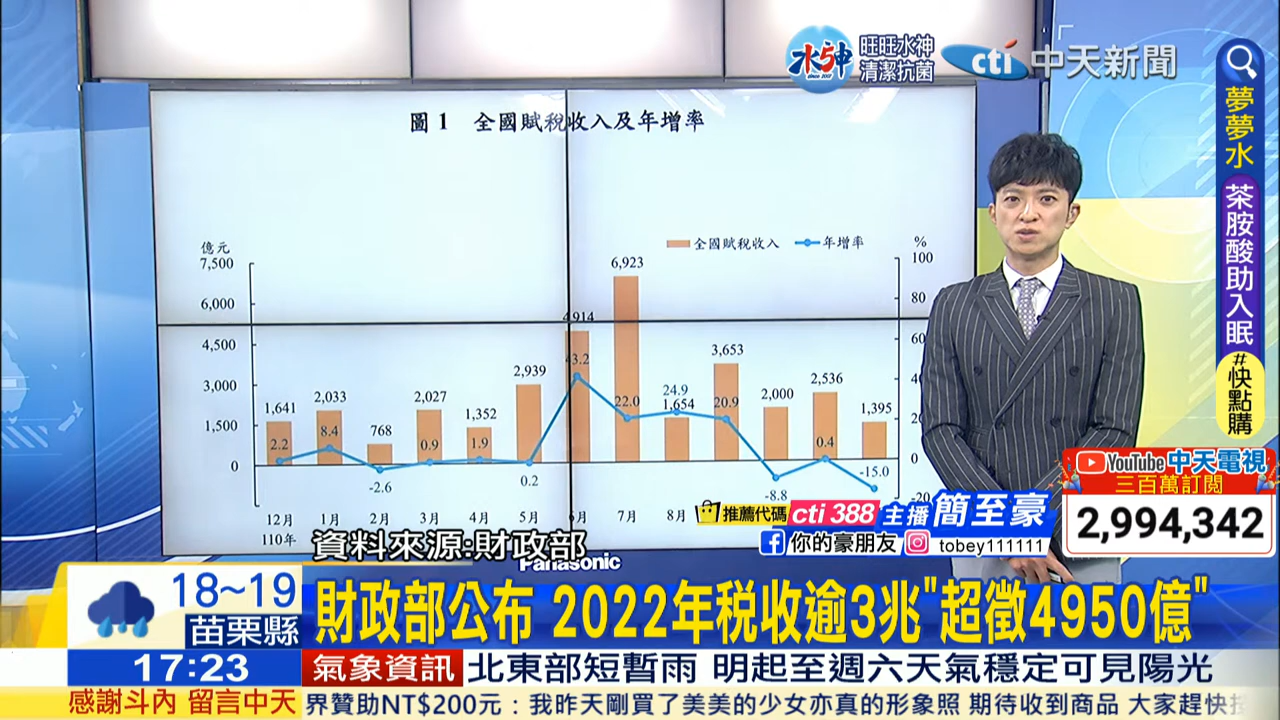 水神
since 2017
旺旺水神
清潔抗菌
cti 中天新聞
夢夢水
茶胺酸助入眠
#快點購
圖1 全國賦稅收入及年增率
億元
全國賦稅收入
年增率
%
7,500
6,000
4,500
3,000
1,500
0
100
80
60
40
20
0
-20
1,641
2,033
768
2,027
1,352
2,939
4,914
6,923
1,654
3,653
2,000
2,536
1,395
2.2
8.4
-2.6
0.9
1.9
0.2
43.2
22.0
24.9
20.9
-8.8
0.4
-15.0
12月 1月 2月 3月 4月 5月 6月 7月 8月
110年
資料來源:財政部
Panasonic
推薦代碼 cti 388 主播 簡至豪
你的豪朋友 tobey111111
YouTube 中天電視
三百萬訂閱
2,994,342
18~19
苗栗縣
財政部公布 2022年税收逾3兆"超徵4950億"
17:23
氣象資訊 北東部短暫雨 明起至週六天氣穩定可見陽光
感謝斗內 留言中天 界贊助NT$200元：我昨天剛買了美美的少女亦真的形象照 期待收到商品 大家趕快